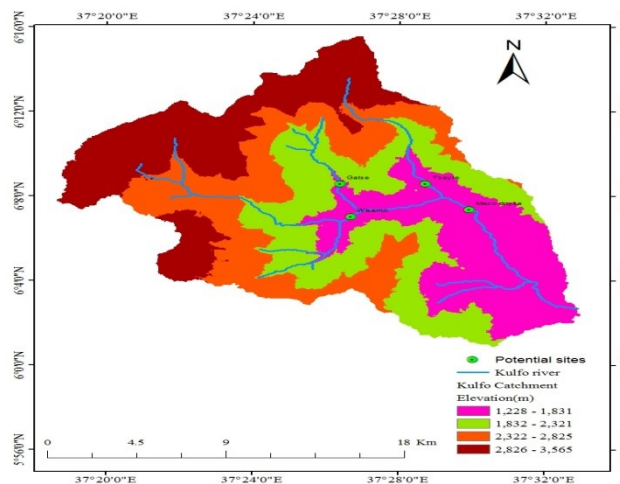 37°20'0"E 37°24'0"E 37°28'0"E 37°32'0"E
6°16'0"N
N
6°12'0"N
6°8'0"N
6°4'0"N
6°0'0"N
5°56'0"N
Potential sites
Kulfo river
Kulfo Catchment
Elevation(m)
1,228 - 1,831
1,832 - 2,321
2,322 - 2,825
2,826 - 3,565
0 4.5 9 18 Km
37°20'0"E 37°24'0"E 37°28'0"E 37°32'0"E